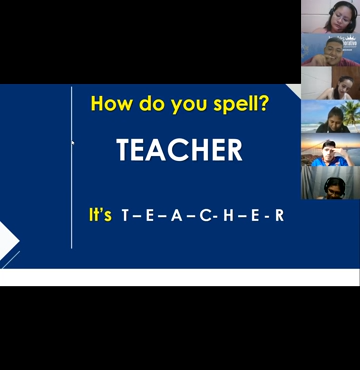 How do you spell?
TEACHER
It's T – E – A – C- H – E - R